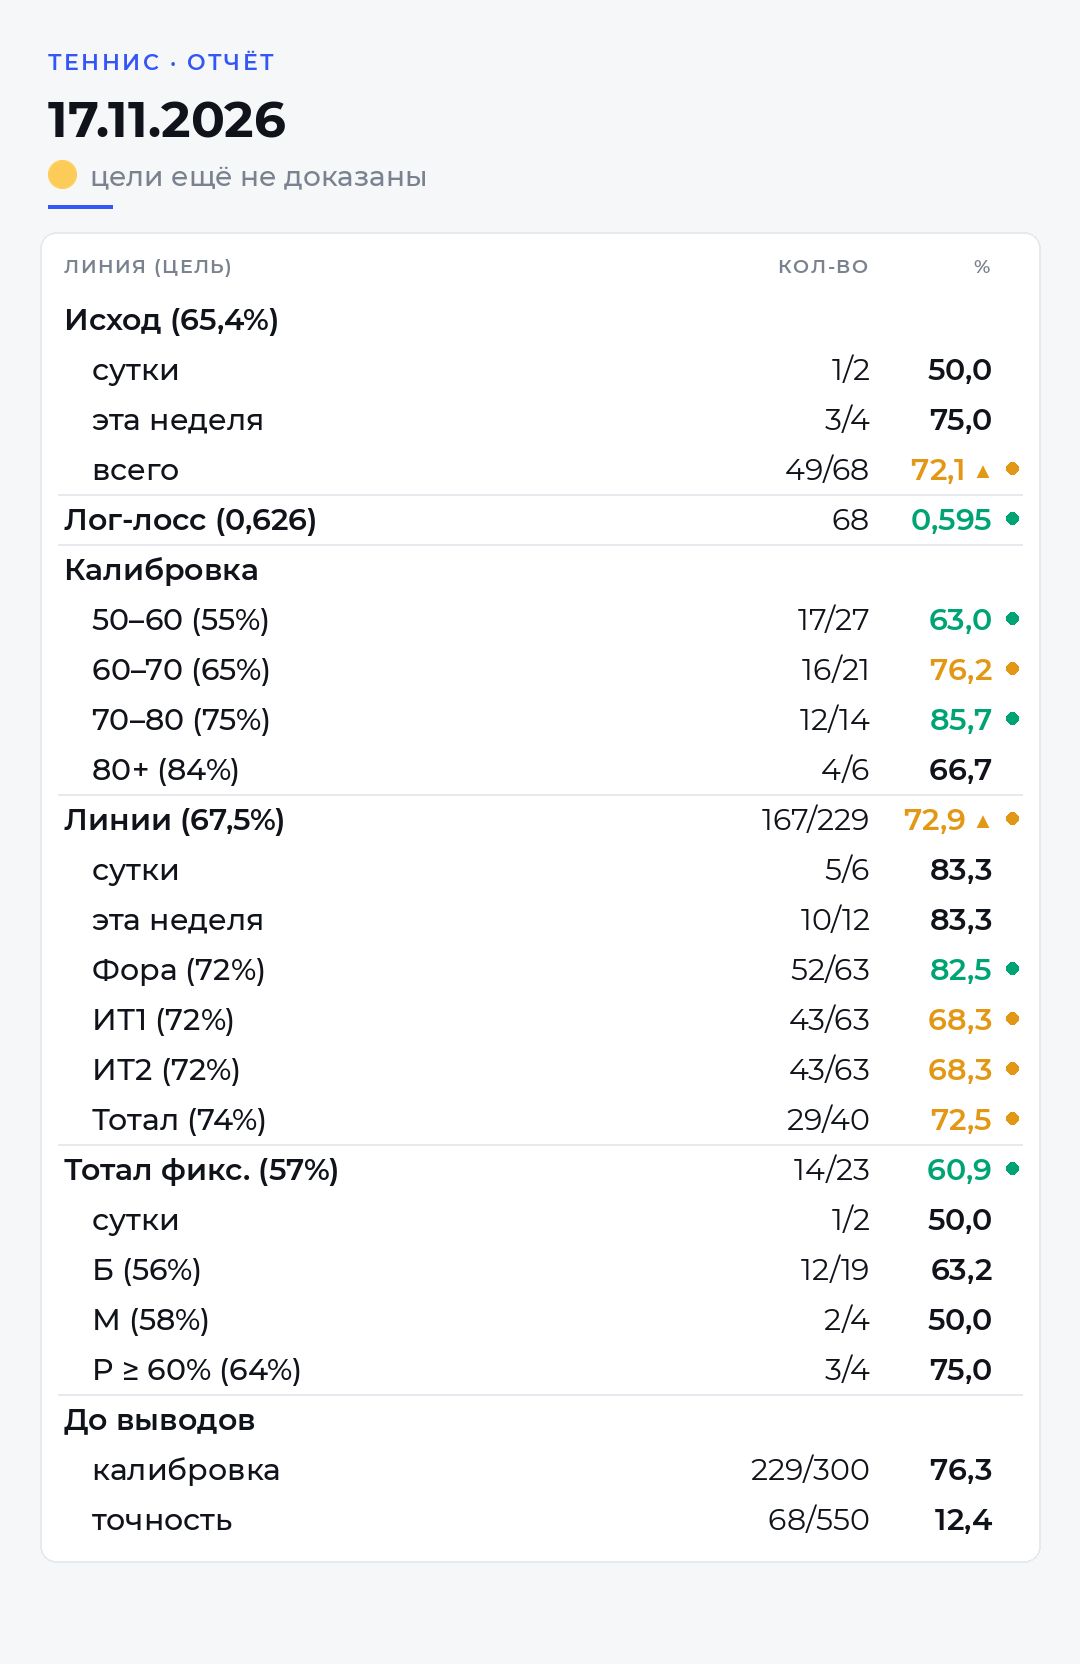 ТЕННИС · ОТЧЁТ
17.11.2026
цели ещё не доказаны
ЛИНИЯ (ЦЕЛЬ) КОЛ-ВО %
Исход (65,4%)
сутки 1/2 50,0
эта неделя 3/4 75,0
всего 49/68 72,1 ▲
Лог-лосс (0,626) 68 0,595
Калибровка
50–60 (55%) 17/27 63,0
60–70 (65%) 16/21 76,2
70–80 (75%) 12/14 85,7
80+ (84%) 4/6 66,7
Линии (67,5%) 167/229 72,9 ▲
сутки 5/6 83,3
эта неделя 10/12 83,3
Фора (72%) 52/63 82,5
ИТ1 (72%) 43/63 68,3
ИТ2 (72%) 43/63 68,3
Тотал (74%) 29/40 72,5
Тотал фикс. (57%) 14/23 60,9
сутки 1/2 50,0
Б (56%) 12/19 63,2
М (58%) 2/4 50,0
Р ≥ 60% (64%) 3/4 75,0
До выводов
калибровка 229/300 76,3
точность 68/550 12,4